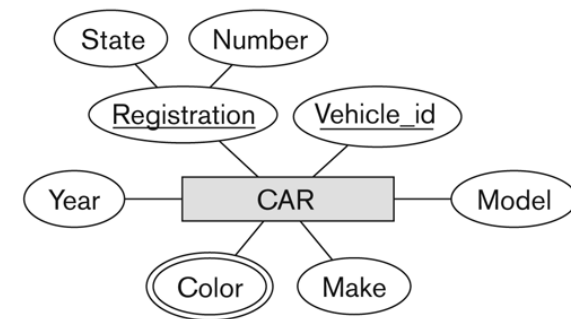 State
Number
Registration
Vehicle_id
Year
CAR
Model
Color
Make